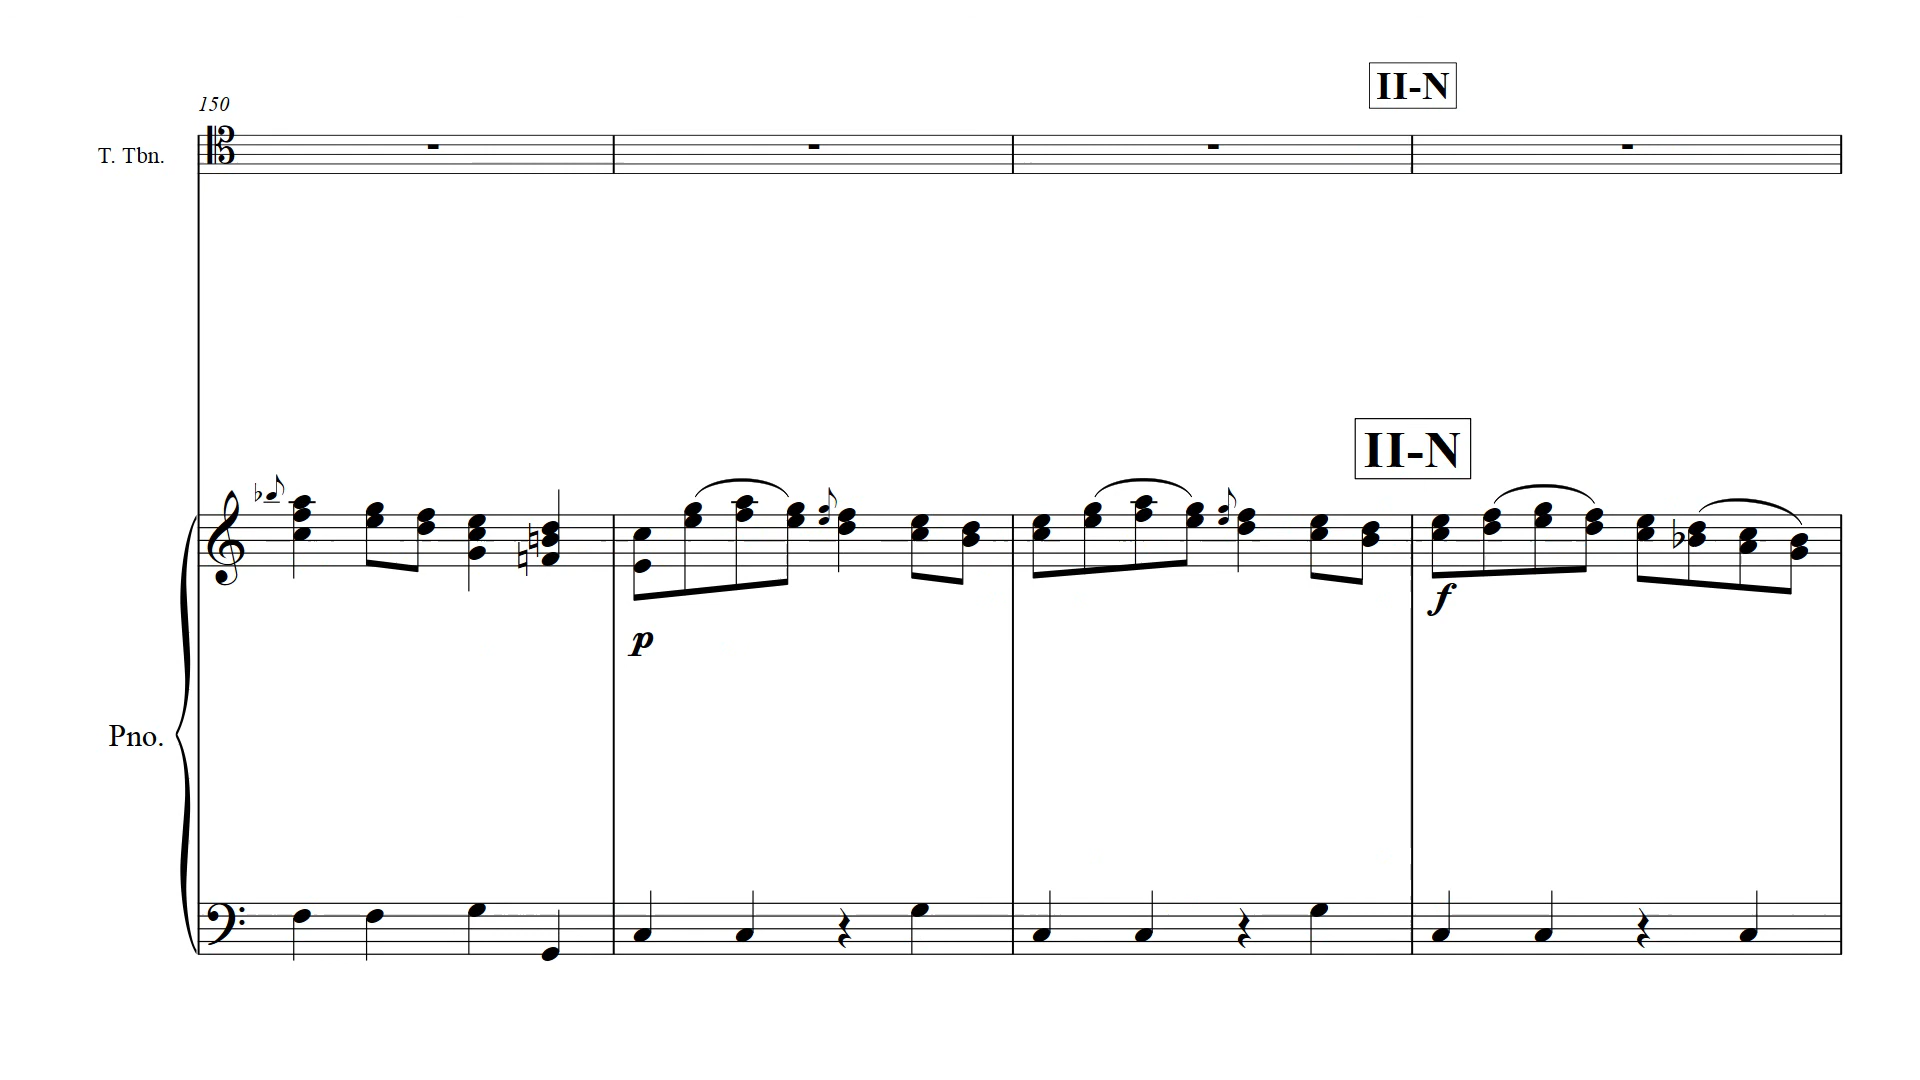 II-N
150
T. Tbn.
II-N
p
f
Pno.